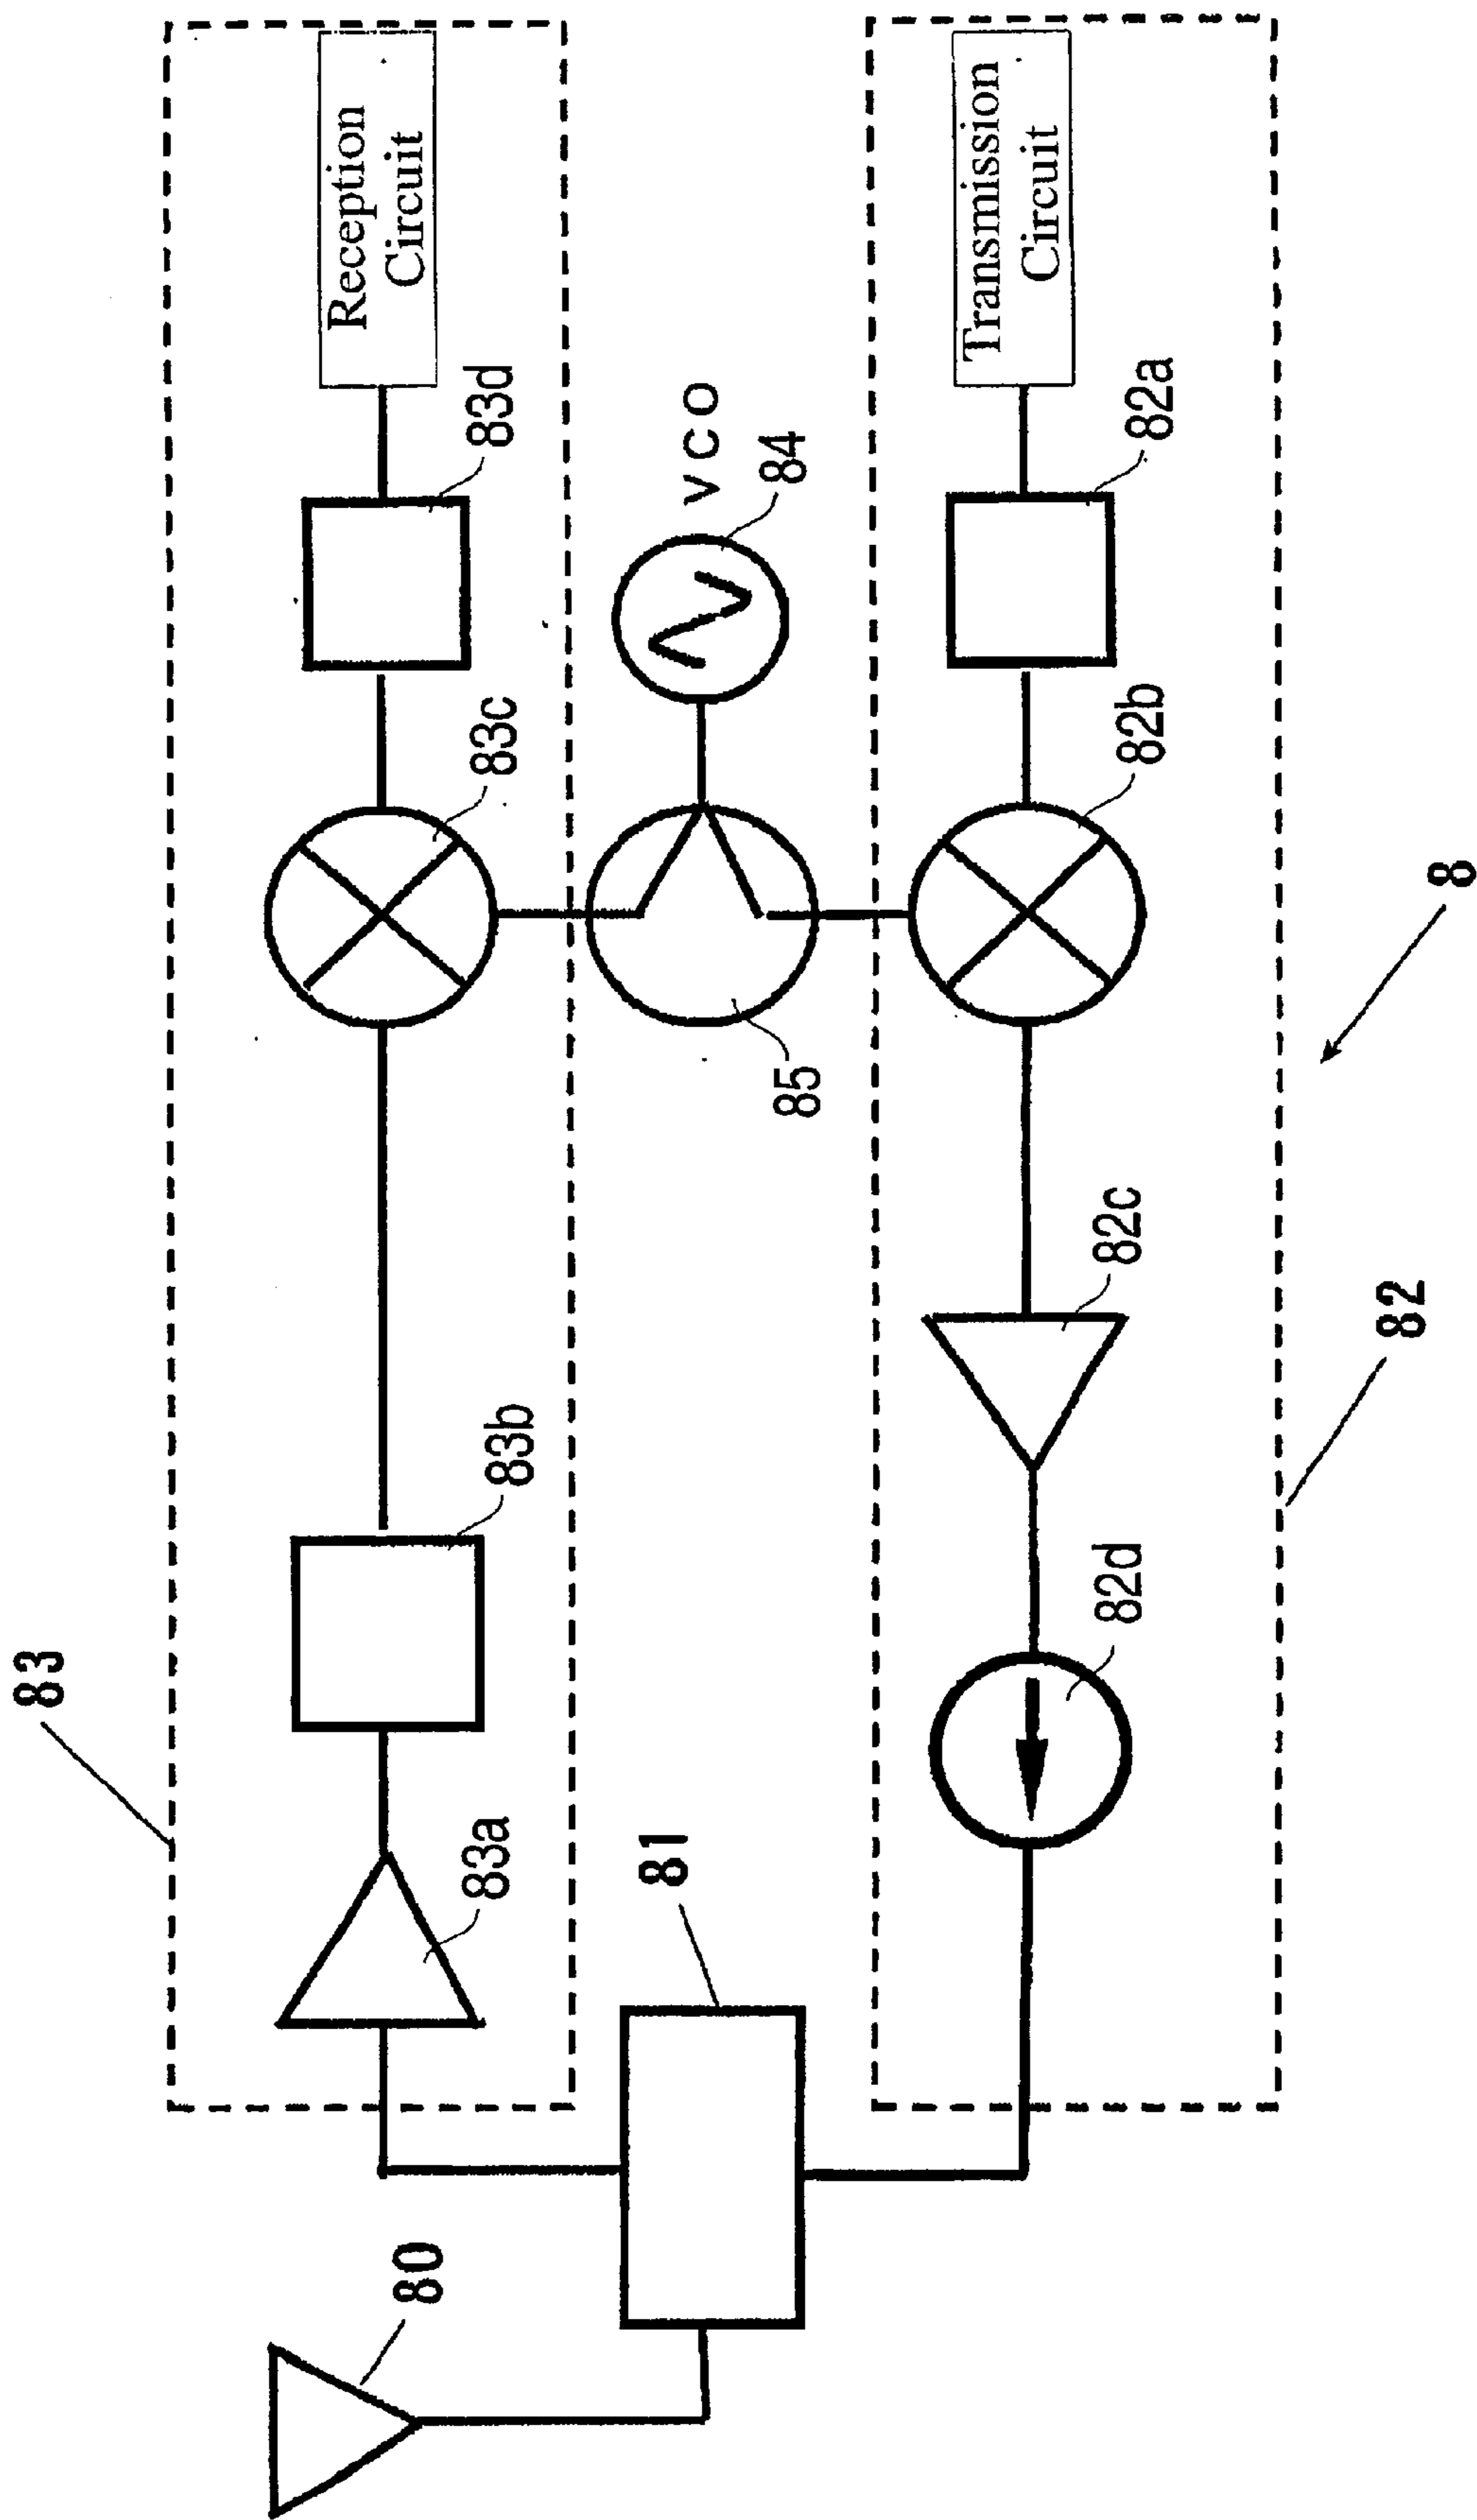 83
80
83a
83b
83c
83d
Reception
Circuit
81
85
84
VCO
82d
82c
82b
82a
Transmission
Circuit
82
8